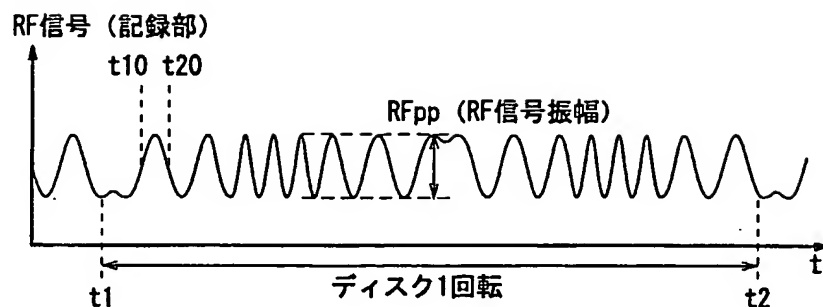 RF信号（記録部）
t10 t20
RFpp（RF信号振幅）
t
ディスク1回転
t1 t2